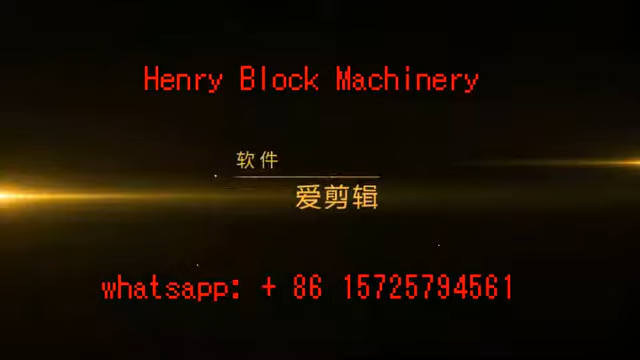 Henry Block Machinery
软件
爱剪辑
whatsapp: + 86 15725794561